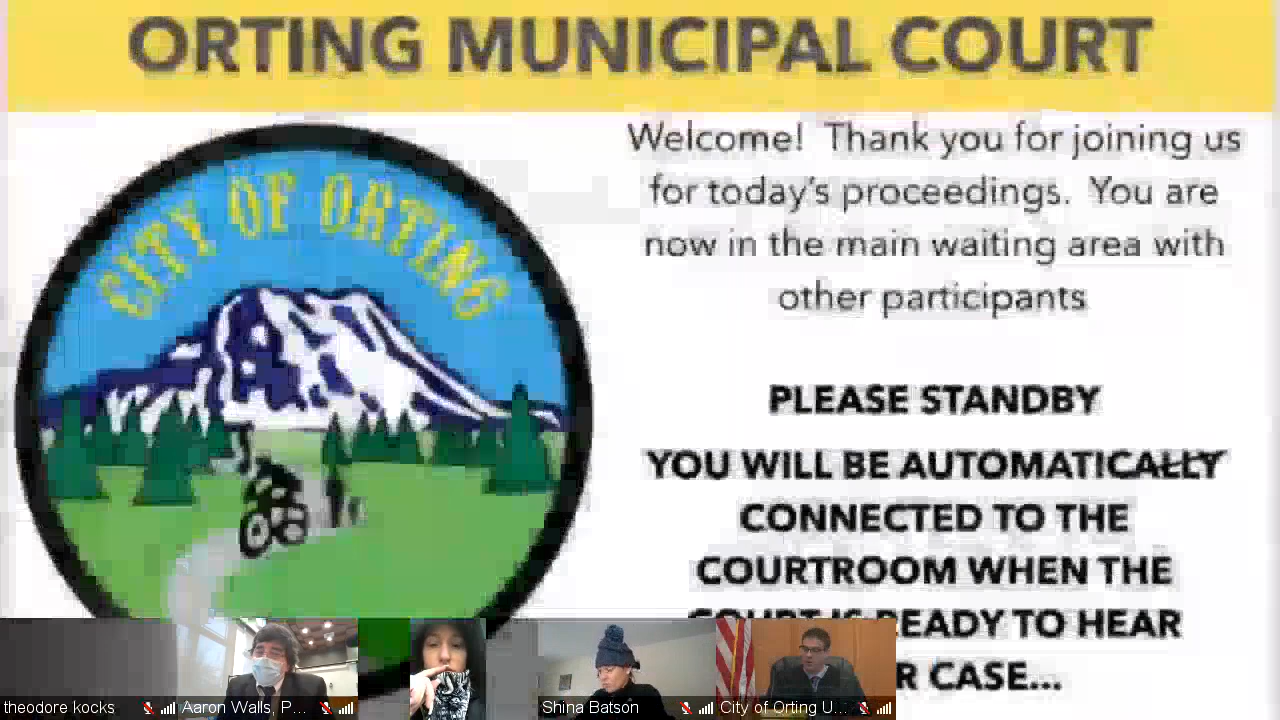 ORTING MUNICIPAL COURT
CITY OF ORTING
Welcome! Thank you for joining us
for today's proceedings. You are
now in the main waiting area with
other participants
PLEASE STANDBY
YOU WILL BE AUTOMATICALLY
CONNECTED TO THE
COURTROOM WHEN THE
COURT IS READY TO HEAR
R CASE...
theodore kocks
Aaron Walls, P...
Shina Batson
City of Orting U...